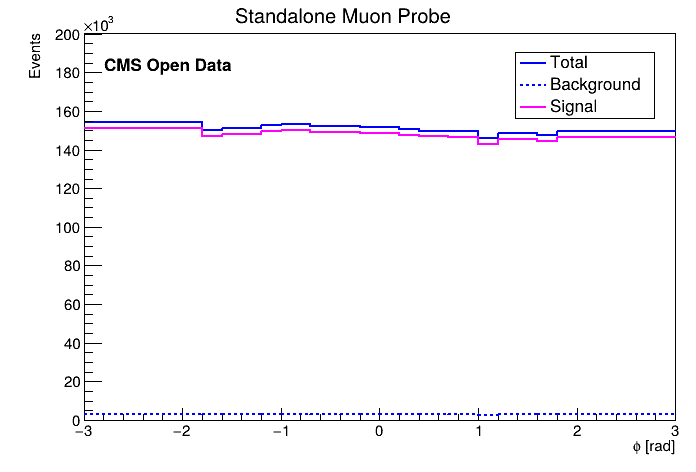 Standalone Muon Probe
×10³
Events
CMS Open Data
Total
Background
Signal
200
180
160
140
120
100
80
60
40
20
0
−3 −2 −1 0 1 2 3
ϕ [rad]